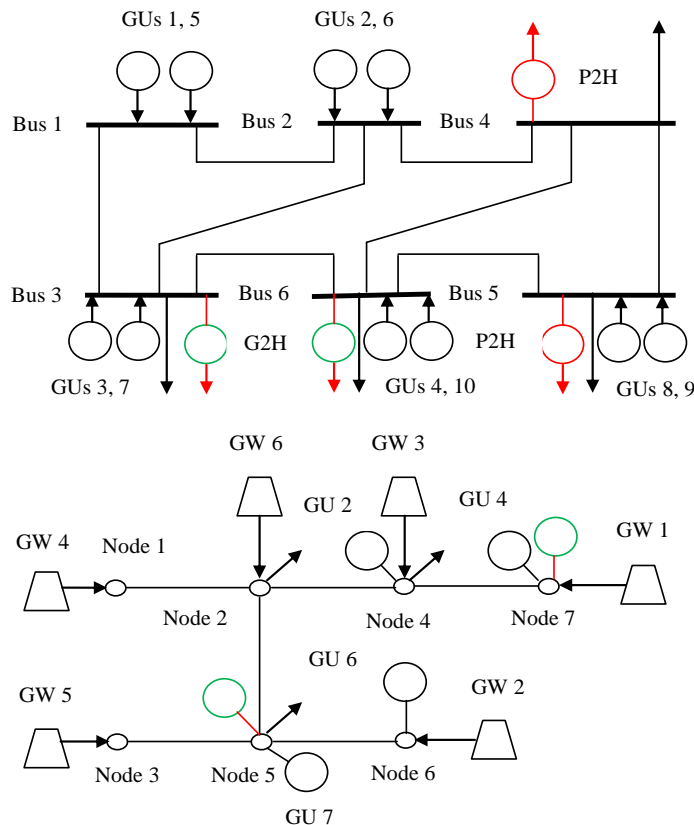 GUs 1, 5
GUs 2, 6
P2H
Bus 1
Bus 2
Bus 4
Bus 3
Bus 6
Bus 5
G2H
P2H
GUs 3, 7
GUs 4, 10
GUs 8, 9
GW 6
GW 3
GU 2
GU 4
GW 4
Node 1
GW 1
Node 2
Node 4
Node 7
GU 6
GW 5
GW 2
Node 3
Node 5
Node 6
GU 7